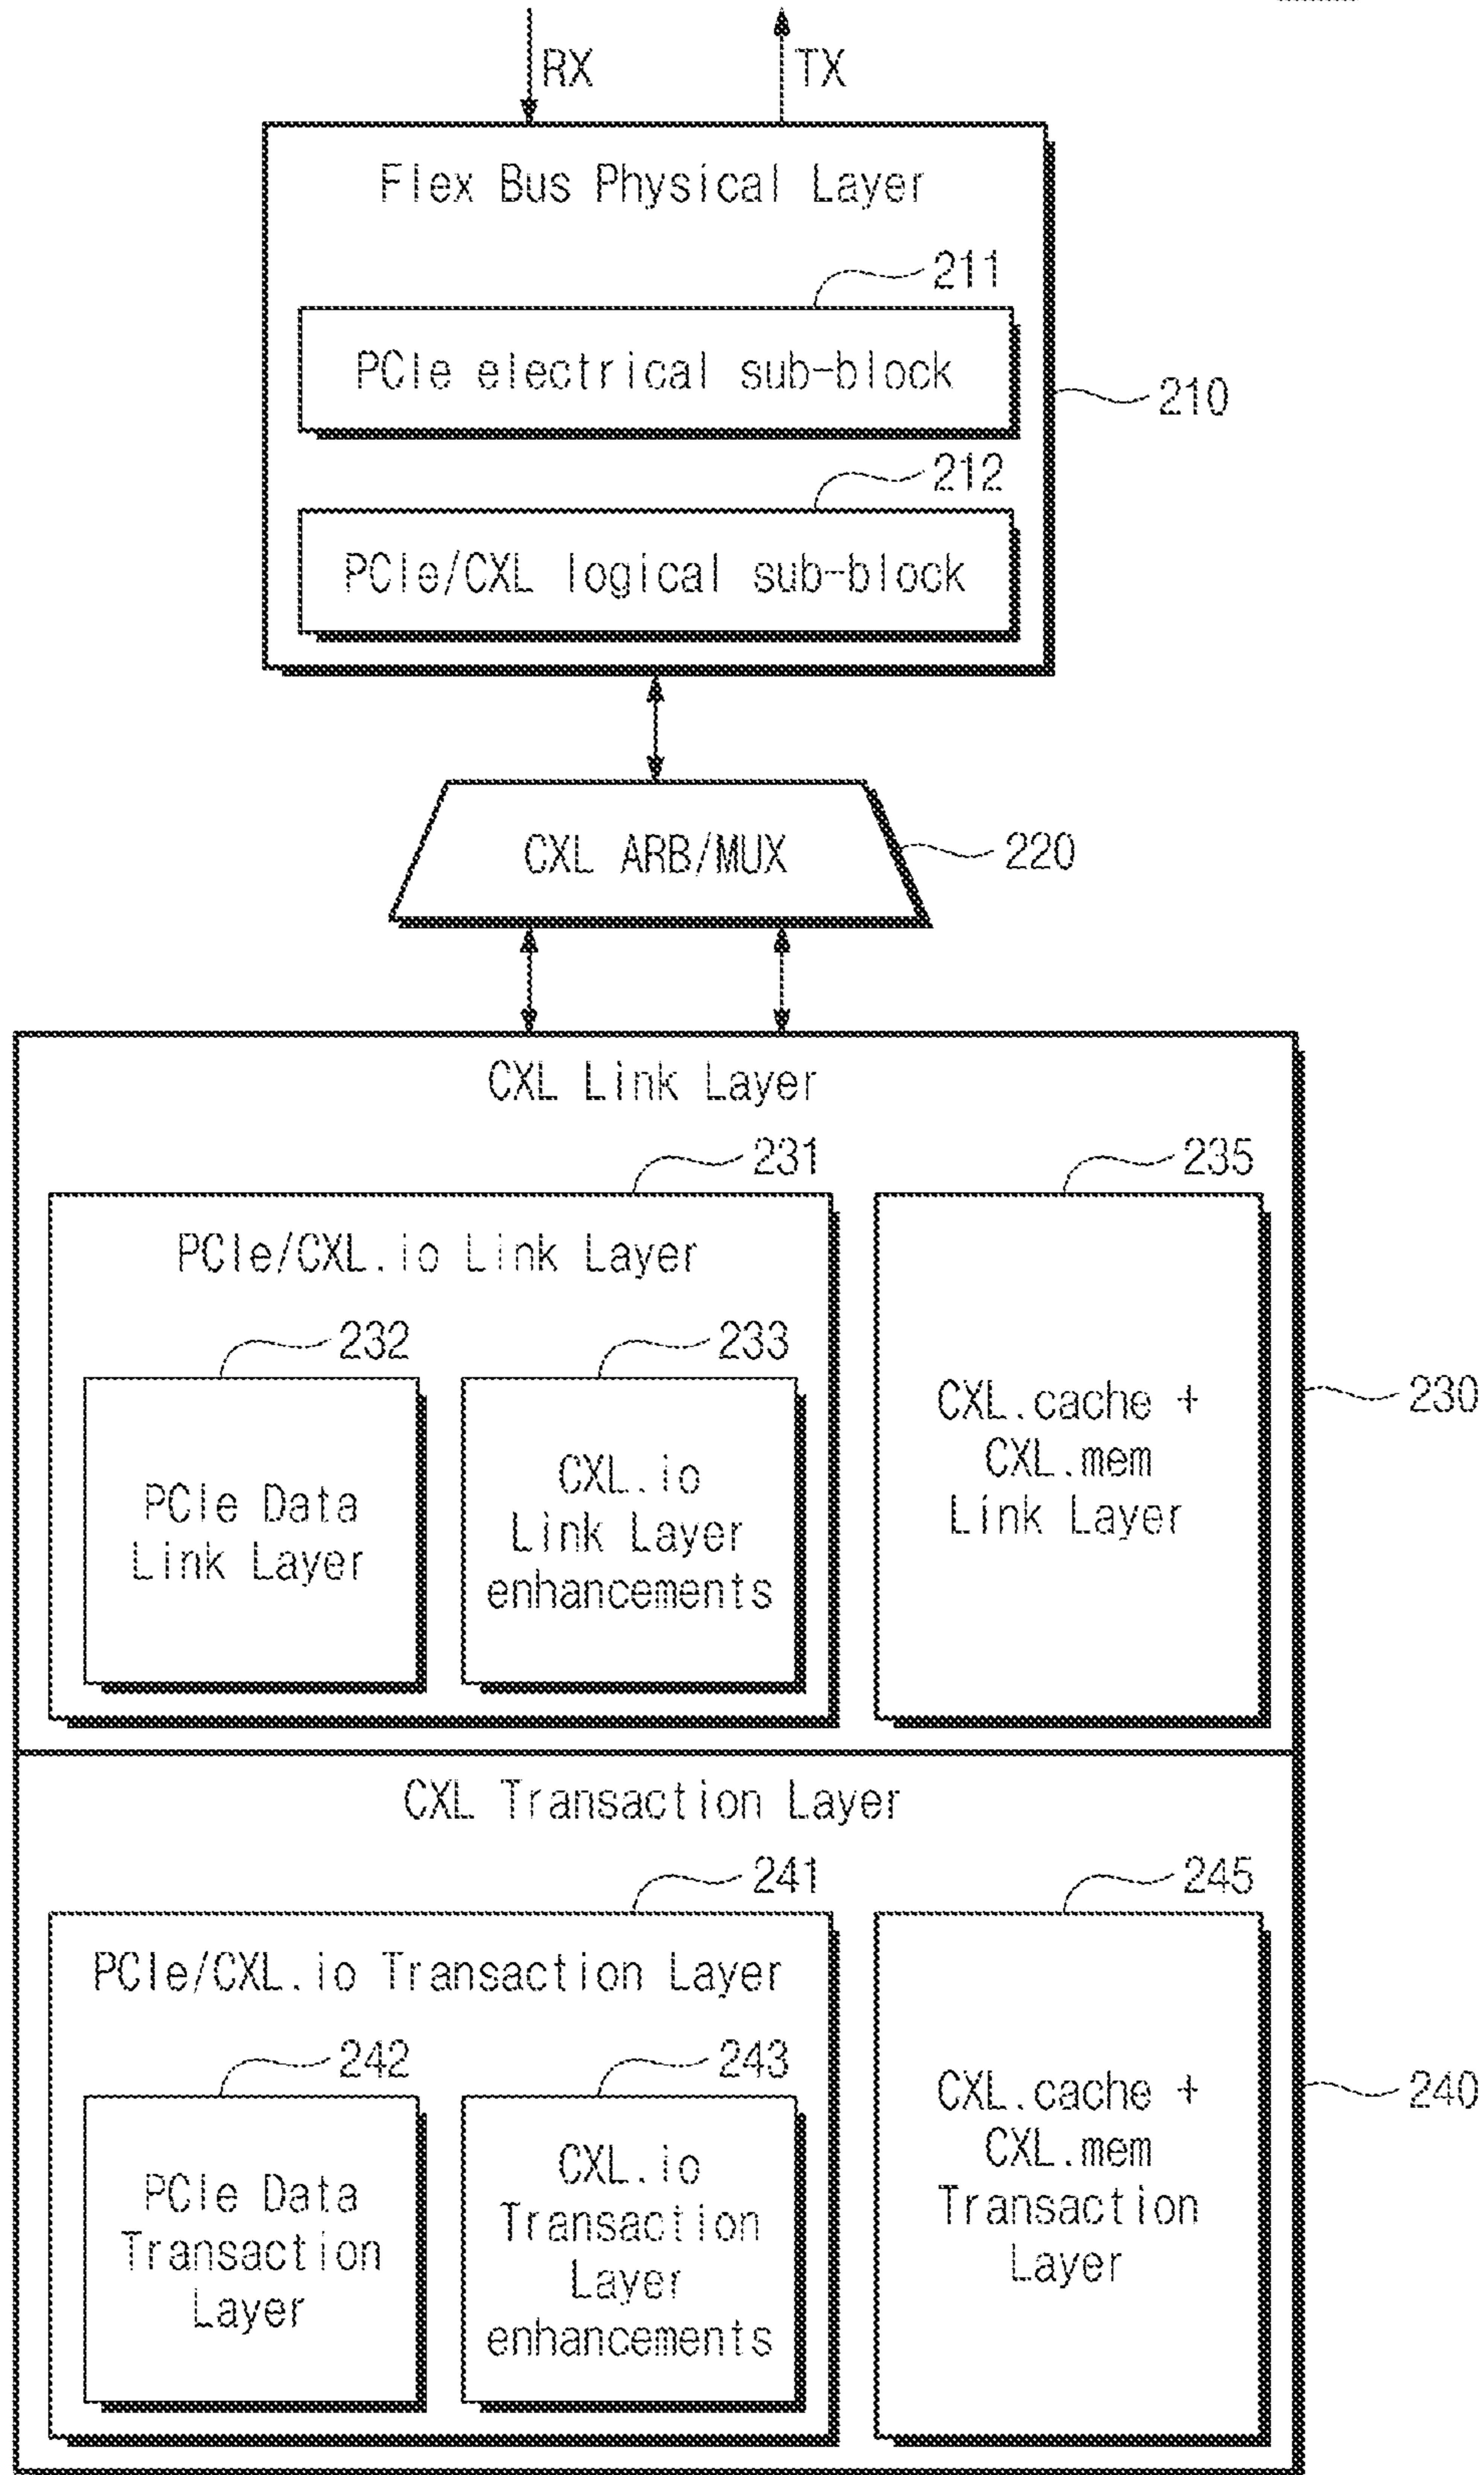 RX
TX
Flex Bus Physical Layer
211
PCIe electrical sub-block
210
212
PCIe/CXL logical sub-block
CXL ARB/MUX
220
CXL Link Layer
231
235
PCIe/CXL.io Link Layer
232
233
230
PCIe Data
Link Layer
CXL.io
Link Layer
enhancements
CXL.cache +
CXL.mem
Link Layer
CXL Transaction Layer
241
245
PCIe/CXL.io Transaction Layer
242
243
240
PCIe Data
Transaction
Layer
CXL.io
Transaction
Layer
enhancements
CXL.cache +
CXL.mem
Transaction
Layer